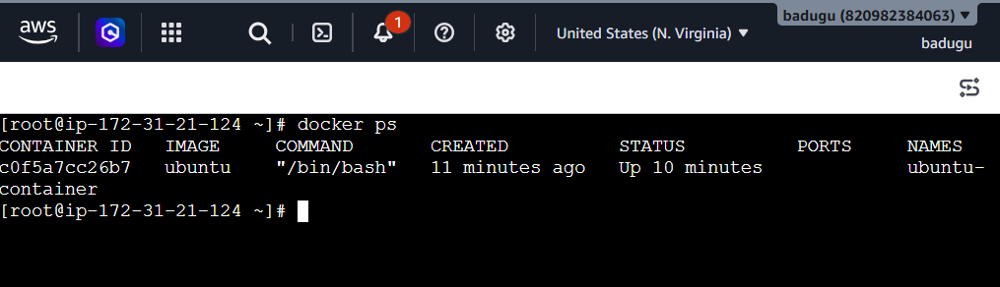 aws
1
United States (N. Virginia) ▼
badugu (820982384063) ▼
badugu
[root@ip-172-31-21-124 ~]# docker ps
CONTAINER ID   IMAGE     COMMAND       CREATED          STATUS          PORTS     NAMES
c0f5a7cc26b7   ubuntu    "/bin/bash"   11 minutes ago   Up 10 minutes             ubuntu-
container
[root@ip-172-31-21-124 ~]#